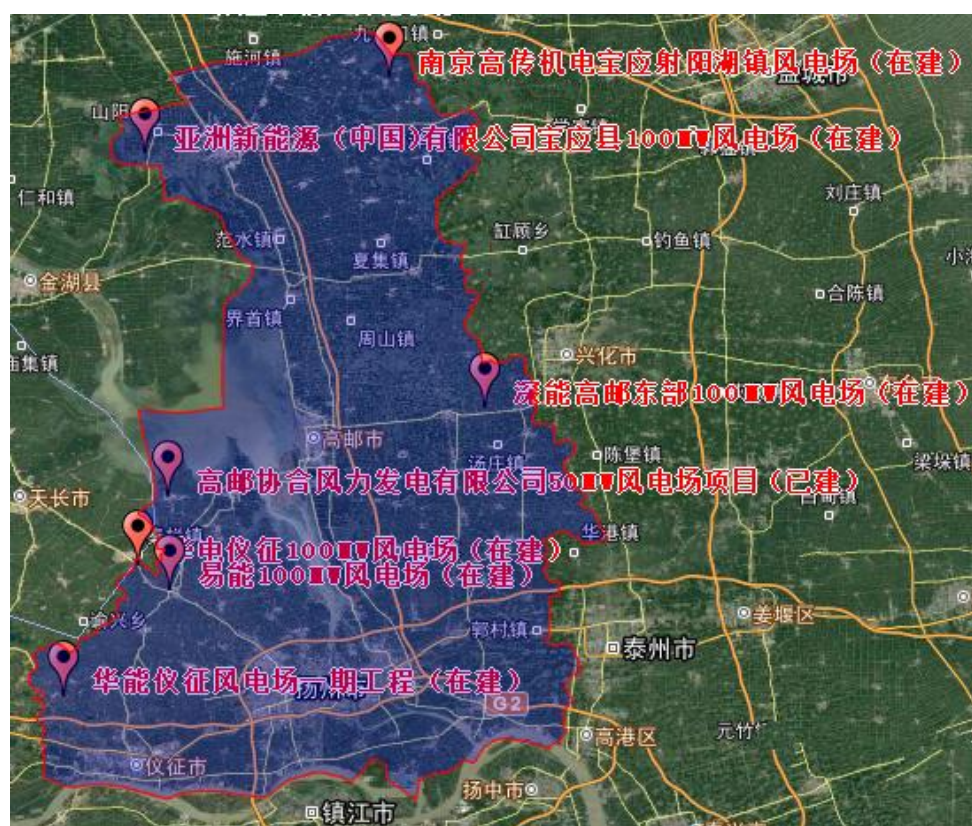 施河镇
南京高传机电宝应射阳湖镇风电场（在建）
盐城市
山阳
亚洲新能源（中国)有限公司宝应县100MW风电场（在建）
仁和镇
刘庄镇
范水镇
缸顾乡
钓鱼镇
夏集镇
金湖县
合陈镇
界首镇
周山镇
兴化市
深能高邮东部100MW风电场（在建）
高邮市
汤庄镇
陈堡镇
梁垛镇
高邮协合风力发电有限公司50MW风电场项目（已建）
天长市
华港镇
华电仪征100MW风电场（在建）
易能100MW风电场（在建）
渝兴乡
郭村镇
姜堰区
泰州市
华能仪征风电场一期工程（在建）
扬州市
G2
元竹
高港区
仪征市
扬中市
镇江市